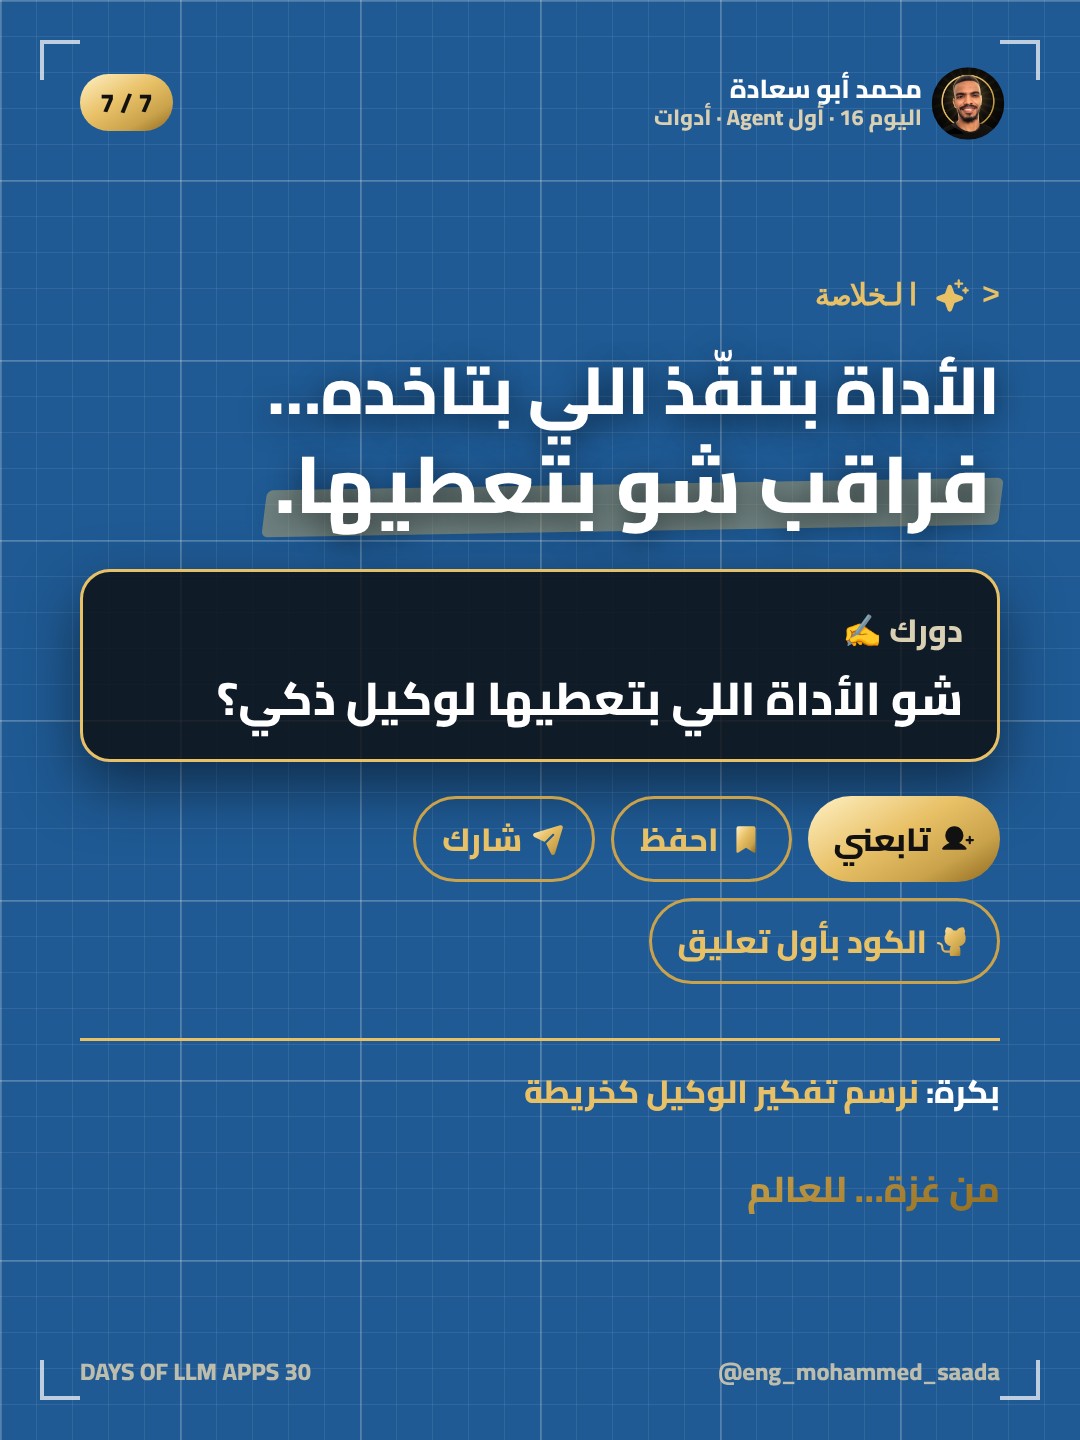 محمد أبو سعادة
اليوم 16 · أول Agent · أدوات
7 / 7
> الخلاصة
الأداة بتنفّذ اللي بتاخده...
فراقب شو بتعطيها.
دورك ✍️
شو الأداة اللي بتعطيها لوكيل ذكي؟
تابعني
احفظ
شارك
الكود بأول تعليق
بكرة: نرسم تفكير الوكيل كخريطة
من غزة... للعالم
@eng_mohammed_saada
DAYS OF LLM APPS 30